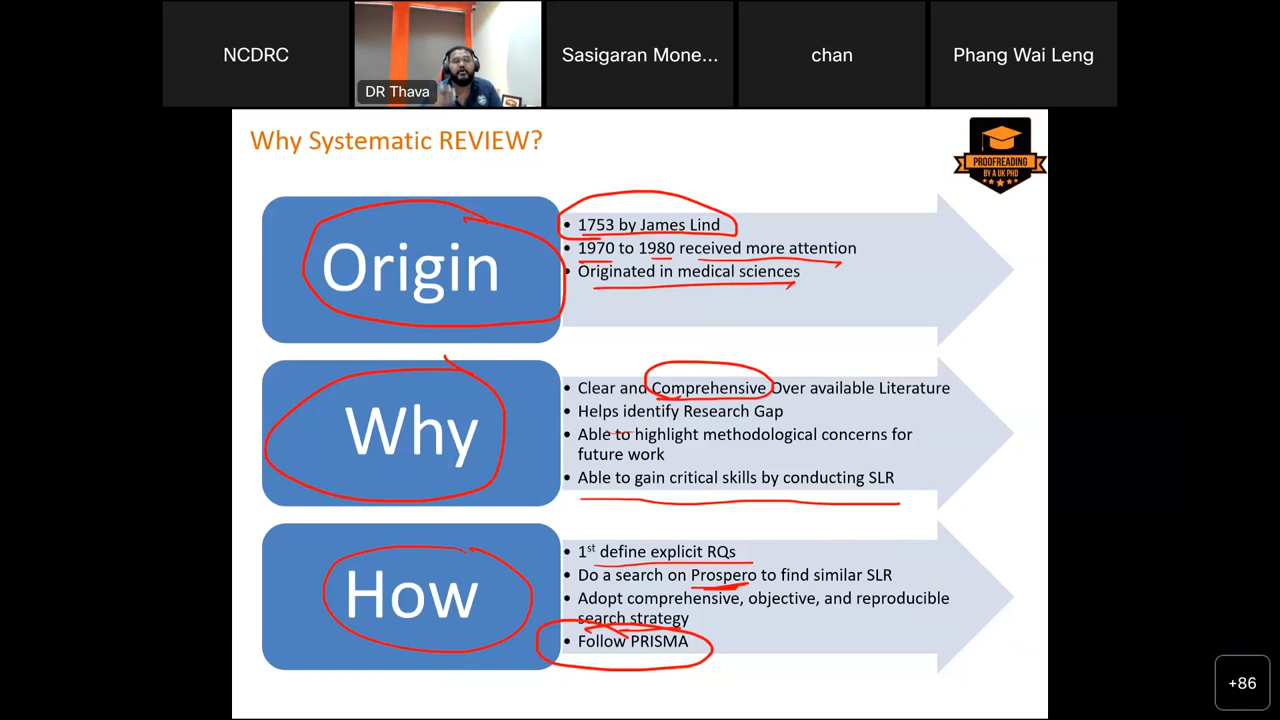 NCDRC
DR Thava
Sasigaran Mone...
chan
Phang Wai Leng
Why Systematic REVIEW?
PROOFREADING
BY A UK PHD
Origin
• 1753 by James Lind
• 1970 to 1980 received more attention
• Originated in medical sciences
Why
• Clear and Comprehensive Over available Literature
• Helps identify Research Gap
• Able to highlight methodological concerns for
future work
• Able to gain critical skills by conducting SLR
How
• 1st define explicit RQs
• Do a search on Prospero to find similar SLR
• Adopt comprehensive, objective, and reproducible
search strategy
• Follow PRISMA
+86